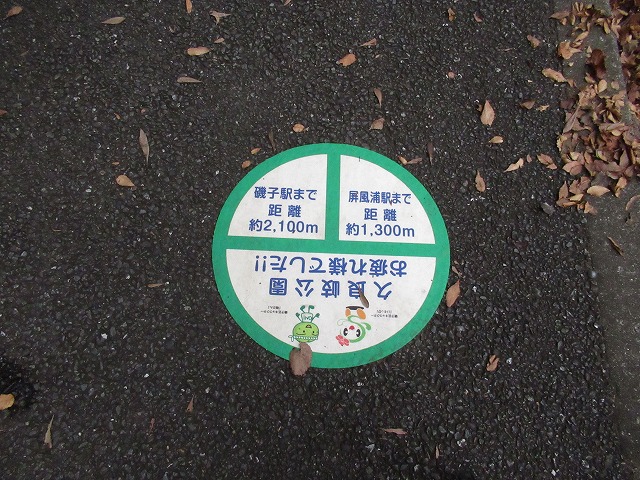 磯子駅まで
距離
約2,100m
屏風浦駅まで
距離
約1,300m
久良岐公園
お疲れ様でした!!